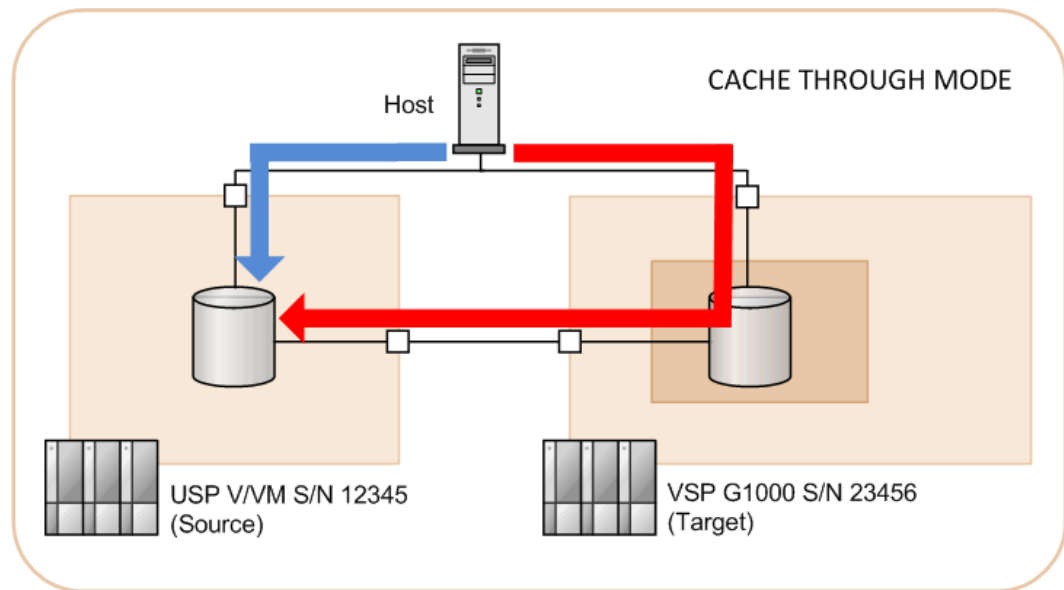 CACHE THROUGH MODE
Host
USP V/VM S/N 12345
(Source)
VSP G1000 S/N 23456
(Target)